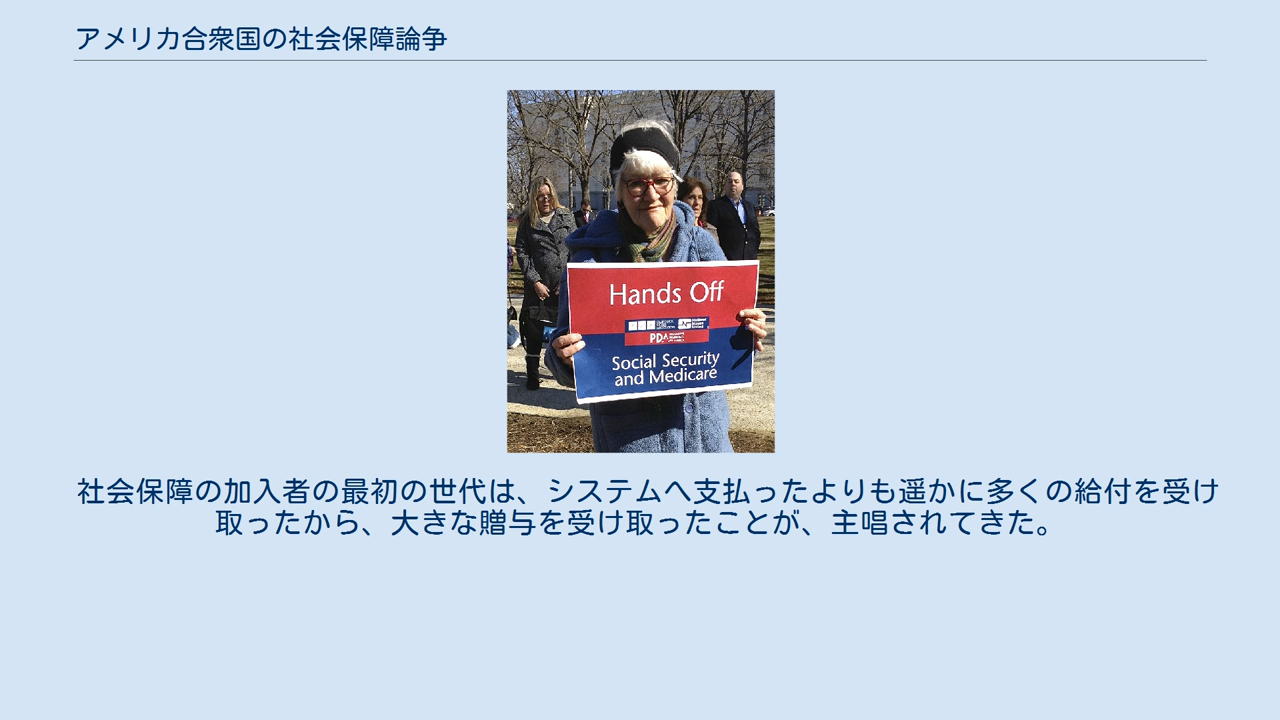 アメリカ合衆国の社会保障論争
Hands Off
PDA
Social Security
and Medicare
社会保障の加入者の最初の世代は、システムへ支払ったよりも遥かに多くの給付を受け
取ったから、大きな贈与を受け取ったことが、主唱されてきた。